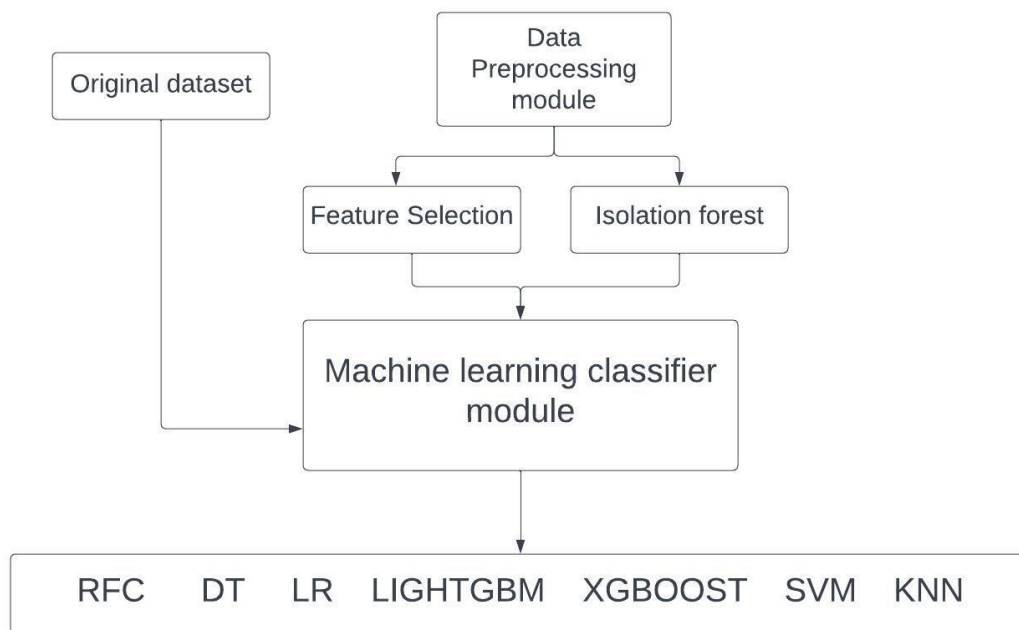 Data
Preprocessing
module
Original dataset
Feature Selection
Isolation forest
Machine learning classifier
module
RFC DT LR LIGHTGBM XGBOOST SVM KNN